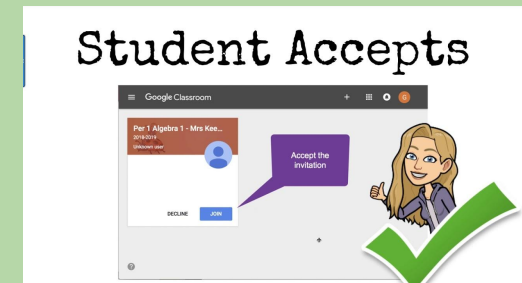 Student Accepts
Google Classroom
G
Per 1 Algebra 1 - Mrs Kee...
2018-2019
Unknown user
Accept the
invitation
DECLINE JOIN